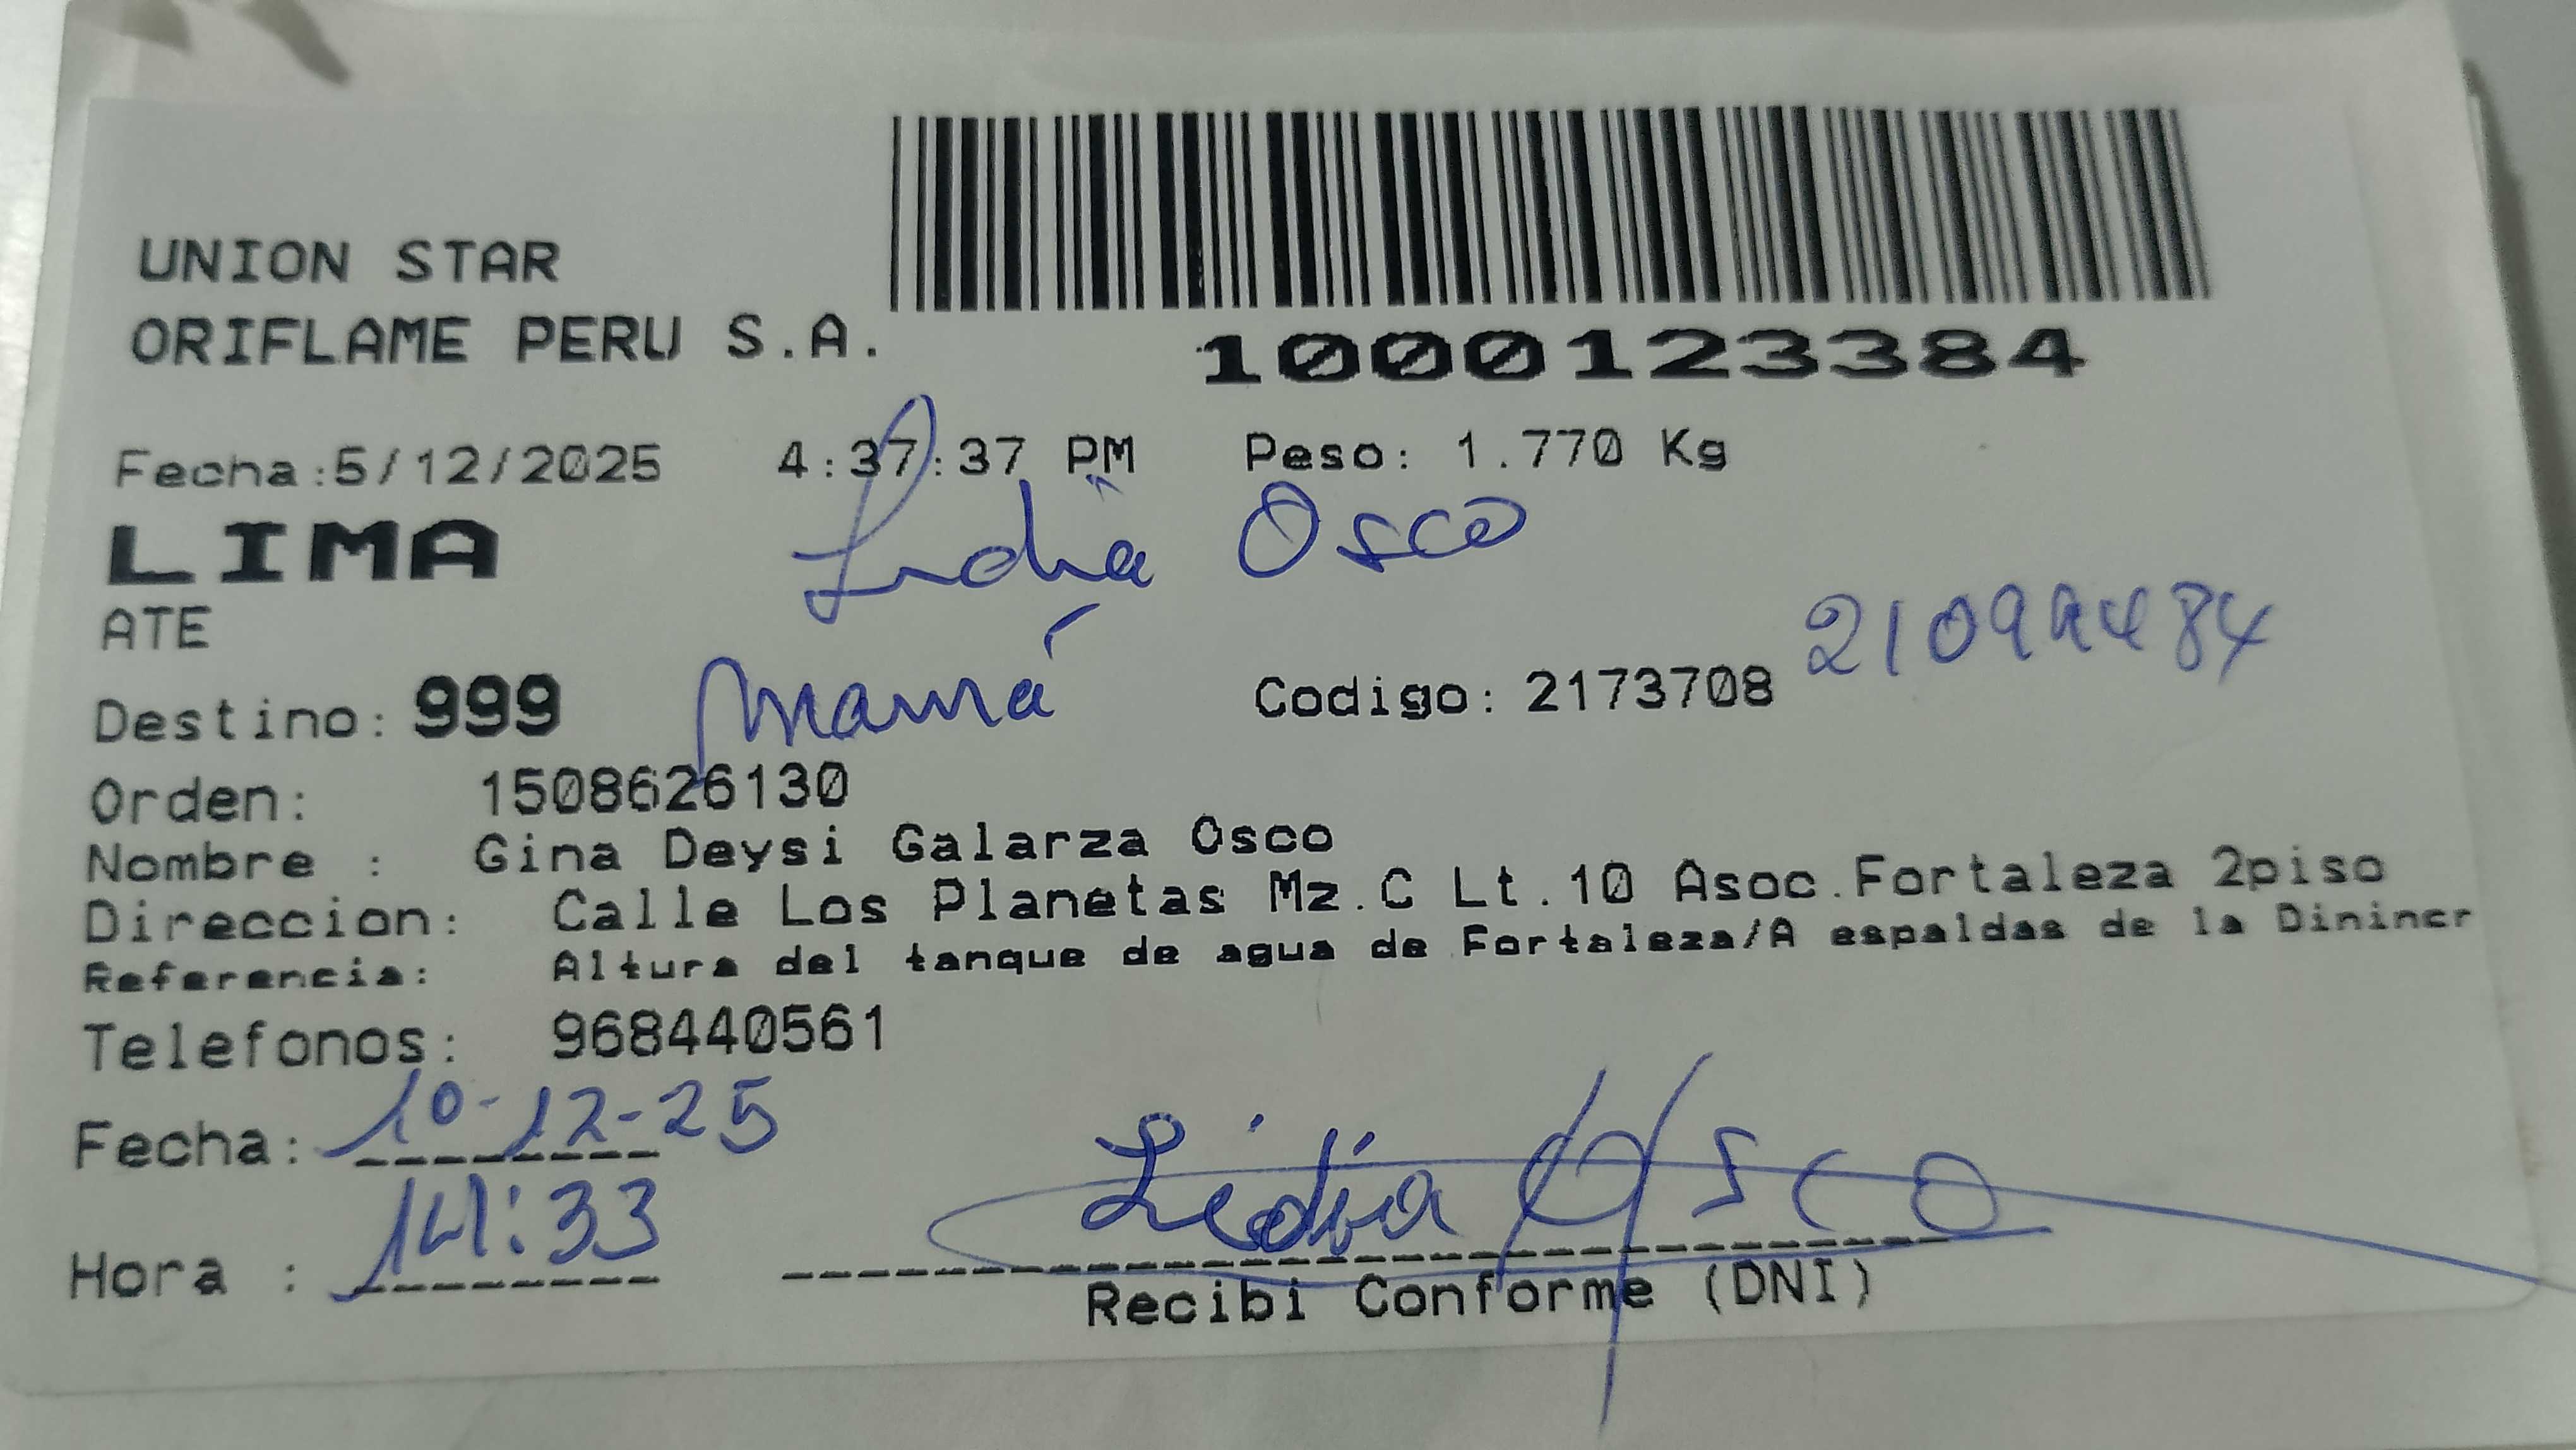 UNION STAR
ORIFLAME PERU S.A.
1000123384
Fecha:5/12/2025 4:37:37 PM Peso: 1.770 Kg
LIMA
Lidia Osco
ATE
21099484
Destino: 999
mamá
Codigo: 2173708
Orden: 1508626130
Nombre : Gina Deysi Galarza Osco
Direccion: Calle Los Planetas Mz.C Lt.10 Asoc.Fortaleza 2piso
Referencia: Altura del tanque de agua de Fortaleza/A espaldas de la Dinincr
Telefonos: 968440561
Fecha: 10-12-25
Hora : 14:33
Lidia Osco
Recibi Conforme (DNI)